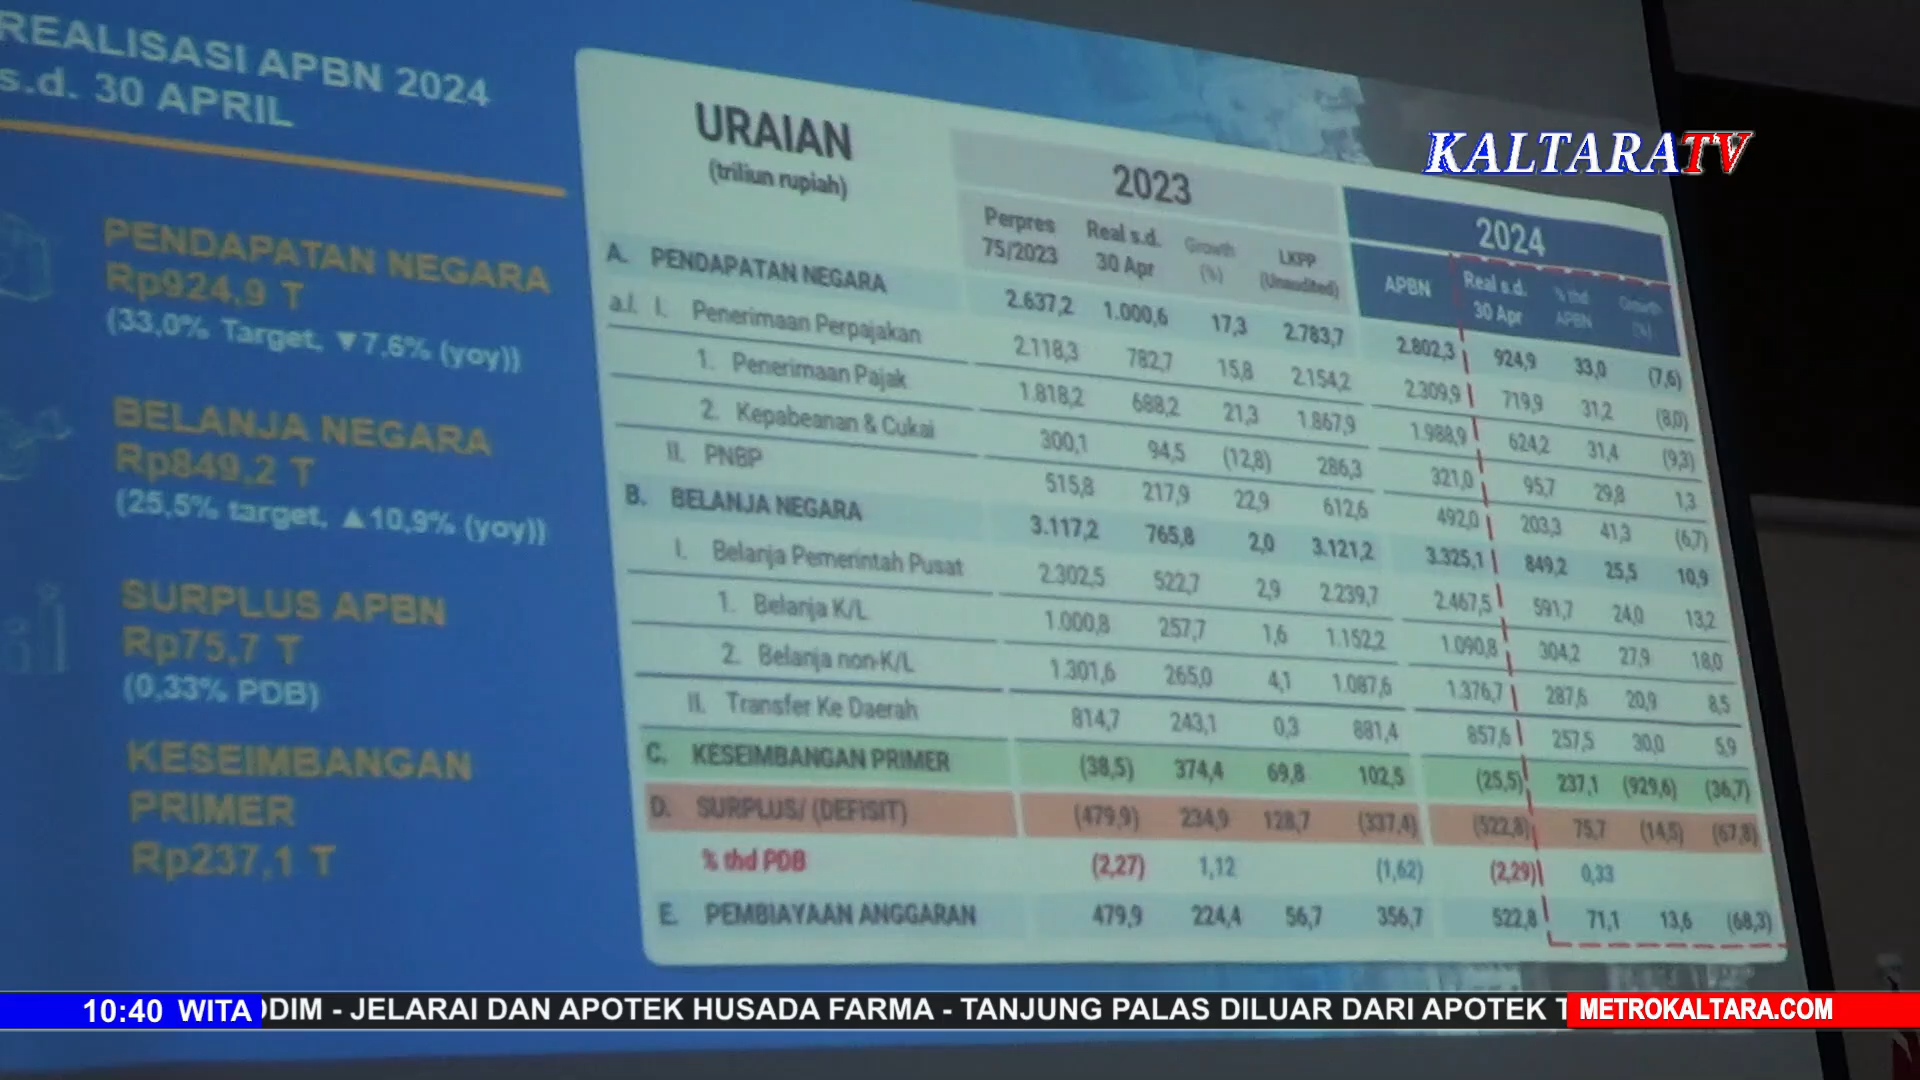 REALISASI APBN 2024
s.d. 30 APRIL
PENDAPATAN NEGARA
Rp924,9 T
(33,0% Target, ▼7,6% (yoy))
BELANJA NEGARA
Rp849,2 T
(25,5% target, ▲10,9% (yoy))
SURPLUS APBN
Rp75,7 T
(0,33% PDB)
KESEIMBANGAN
PRIMER
Rp237,1 T
URAIAN
(triliun rupiah)
2023
2024
Perpres 75/2023 Real s.d. 30 Apr Growth (%) LKPP (Unaudited) APBN Real s.d. 30 Apr % thd APBN Growth (%)
A. PENDAPATAN NEGARA 2.637,2 1.000,6 17,3 2.783,7 2.802,3 924,9 33,0 (7,6)
a.l. I. Penerimaan Perpajakan 2.118,3 782,7 15,8 2.154,2 2.309,9 719,9 31,2 (8,0)
1. Penerimaan Pajak 1.818,2 688,2 21,3 1.867,9 1.988,9 624,2 31,4 (9,3)
2. Kepabeanan & Cukai 300,1 94,5 (12,8) 286,3 321,0 95,7 29,8 1,3
II. PNBP 515,8 217,9 22,9 612,6 492,0 203,3 41,3 (6,7)
B. BELANJA NEGARA 3.117,2 765,8 2,0 3.121,2 3.325,1 849,2 25,5 10,9
I. Belanja Pemerintah Pusat 2.302,5 522,7 2,9 2.239,7 2.467,5 591,7 24,0 13,2
1. Belanja K/L 1.000,8 257,7 1,6 1.152,2 1.090,8 304,2 27,9 18,0
2. Belanja non-K/L 1.301,6 265,0 4,1 1.087,6 1.376,7 287,6 20,9 8,5
II. Transfer Ke Daerah 814,7 243,1 0,3 881,4 857,6 257,5 30,0 5,9
C. KESEIMBANGAN PRIMER (38,5) 374,4 69,8 102,5 (25,5) 237,1 (929,6) (36,7)
D. SURPLUS/ (DEFISIT) (479,9) 234,9 128,7 (337,4) (522,8) 75,7 (14,5) (67,8)
% thd PDB (2,27) 1,12 (1,62) (2,29) 0,33
E. PEMBIAYAAN ANGGARAN 479,9 224,4 56,7 356,7 522,8 71,1 13,6 (68,3)
KALTARATV
10:40 WITA
DIM - JELARAI DAN APOTEK HUSADA FARMA - TANJUNG PALAS DILUAR DARI APOTEK
METROKALTARA.COM